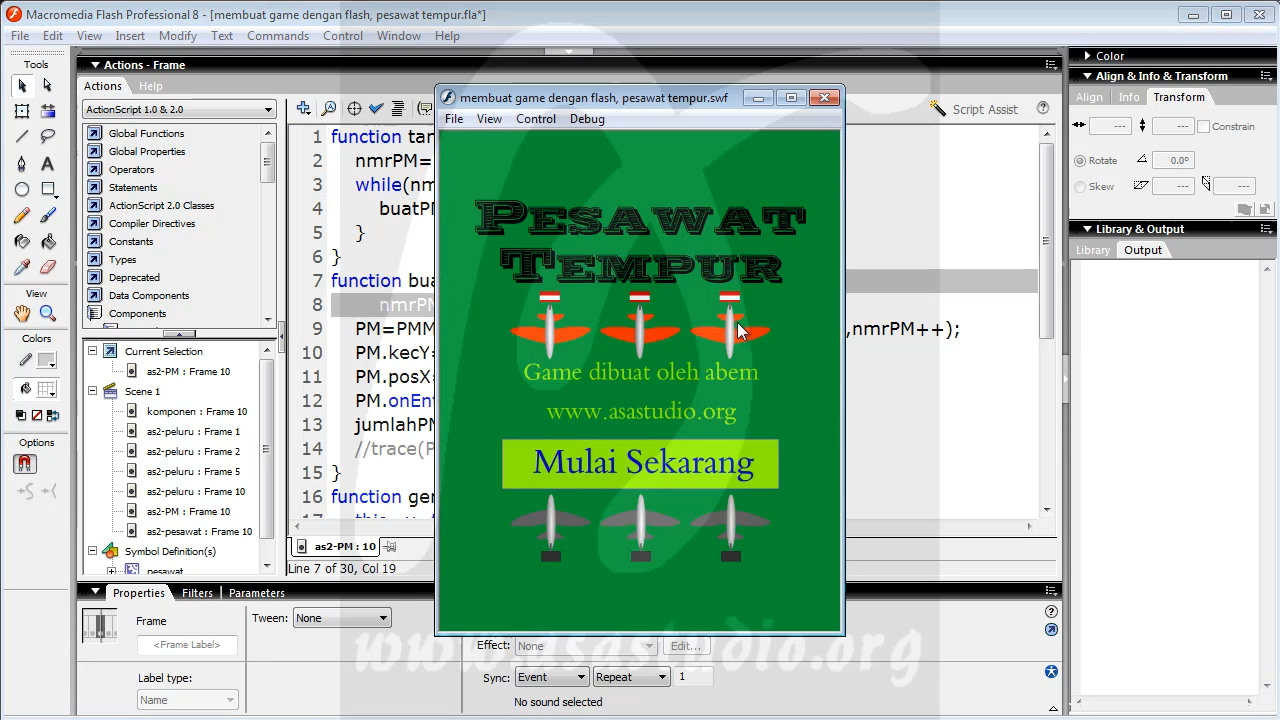 Macromedia Flash Professional 8 - [membuat game dengan flash, pesawat tempur.fla*]
File Edit View Insert Modify Text Commands Control Window Help
Tools
View
Colors
Options
Actions - Frame
Actions Help
ActionScript 1.0 & 2.0
Global Functions
Global Properties
Operators
Statements
ActionScript 2.0 Classes
Compiler Directives
Constants
Types
Deprecated
Data Components
Components
Current Selection
as2-PM : Frame 10
Scene 1
komponen : Frame 10
as2-peluru : Frame 1
as2-peluru : Frame 2
as2-peluru : Frame 5
as2-peluru : Frame 10
as2-PM : Frame 10
as2-pesawat : Frame 10
Symbol Definition(s)
pesawat
Script Assist
1 function tar
2 nmrPM=
3 while(nm
4 buatPM
5 }
6 }
7 function bua
8 nmrPM
9 PM=PMM ,nmrPM++);
10 PM.kecY=
11 PM.posX=
12 PM.onEnt
13 jumlahPM
14 //trace(P
15 }
16 function ger
17
as2-PM : 10
Line 7 of 30, Col 19
membuat game dengan flash, pesawat tempur.swf
File View Control Debug
Pesawat
Tempur
Game dibuat oleh abem
www.asastudio.org
Mulai Sekarang
Color
Align & Info & Transform
Align Info Transform
--- --- Constrain
Rotate 0.0°
Skew --- ---
Library & Output
Library Output
Properties Filters Parameters
Frame
<Frame Label>
Label type:
Name
Tween: None
Effect: None Edit...
Sync: Event Repeat 1
No sound selected
www.asastudio.org